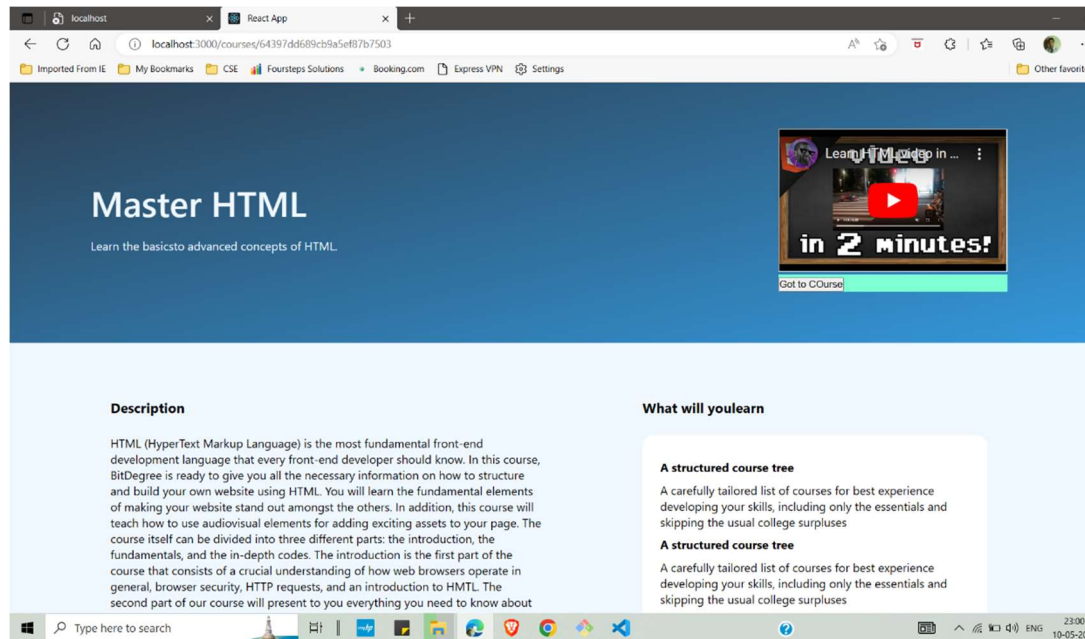 localhost
React App
localhost:3000/courses/64397dd689cb9a5ef87b7503
Imported From IE
My Bookmarks
CSE
Foursteps Solutions
Booking.com
Express VPN
Settings
Other favorit
Master HTML
Learn the basicsto advanced concepts of HTML.
Learn HTML video in ...
video
in 2 minutes!
Got to COurse
Description
HTML (HyperText Markup Language) is the most fundamental front-end
development language that every front-end developer should know. In this course,
BitDegree is ready to give you all the necessary information on how to structure
and build your own website using HTML. You will learn the fundamental elements
of making your website stand out amongst the others. In addition, this course will
teach how to use audiovisual elements for adding exciting assets to your page. The
course itself can be divided into three different parts: the introduction, the
fundamentals, and the in-depth codes. The introduction is the first part of the
course that consists of a crucial understanding of how web browsers operate in
general, browser security, HTTP requests, and an introduction to HMTL. The
second part of our course will present to you everything you need to know about
What will youlearn
A structured course tree
A carefully tailored list of courses for best experience
developing your skills, including only the essentials and
skipping the usual college surpluses
A structured course tree
A carefully tailored list of courses for best experience
developing your skills, including only the essentials and
skipping the usual college surpluses
Type here to search
ENG
23:00
10-05-20